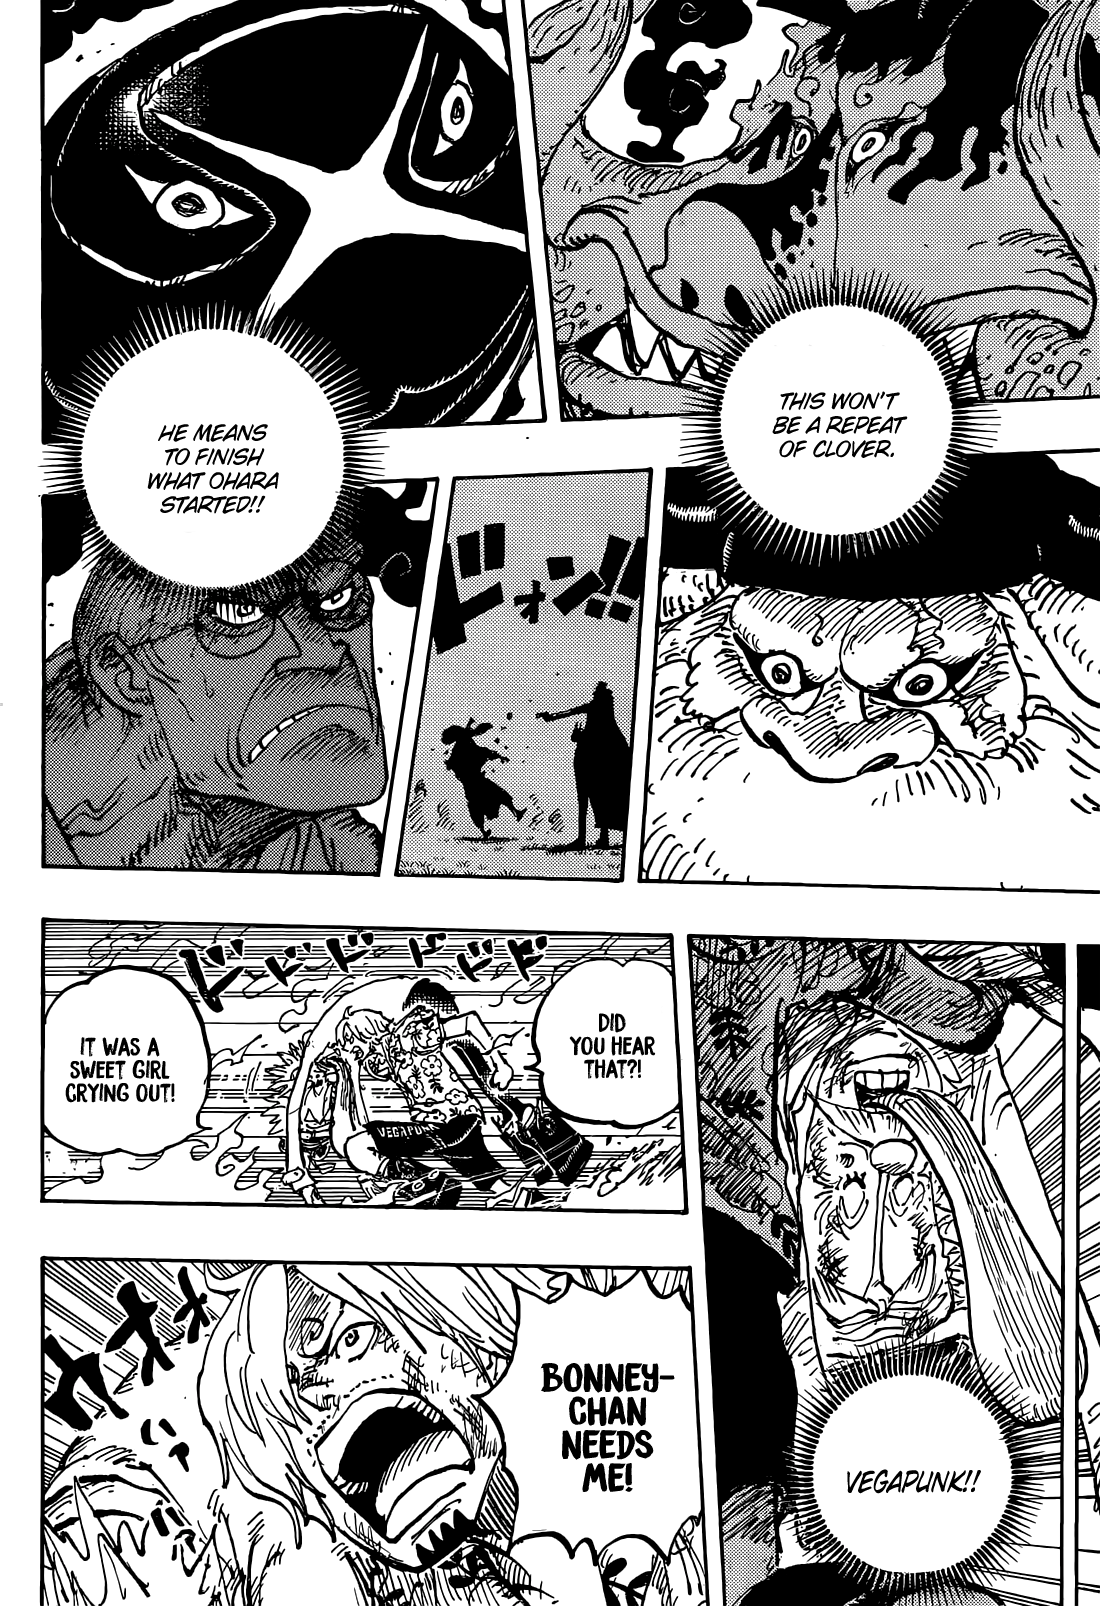 THIS WON'T
BE A REPEAT
OF CLOVER.
HE MEANS
TO FINISH
WHAT OHARA
STARTED!!
ドォン!!
VEGAPUNK!!
DID
YOU HEAR
THAT?!
IT WAS A
SWEET GIRL
CRYING OUT!
ドドドドドド
VEGAPUNK
BONNEY-
CHAN
NEEDS
ME!